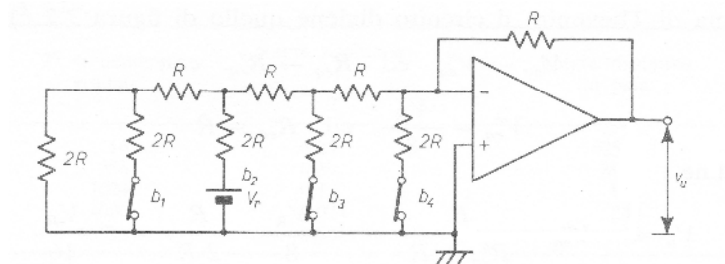 R
R R R
−
2R 2R 2R 2R 2R
+
b₂
b₁ Vᵣ b₃ b₄ vᵤ